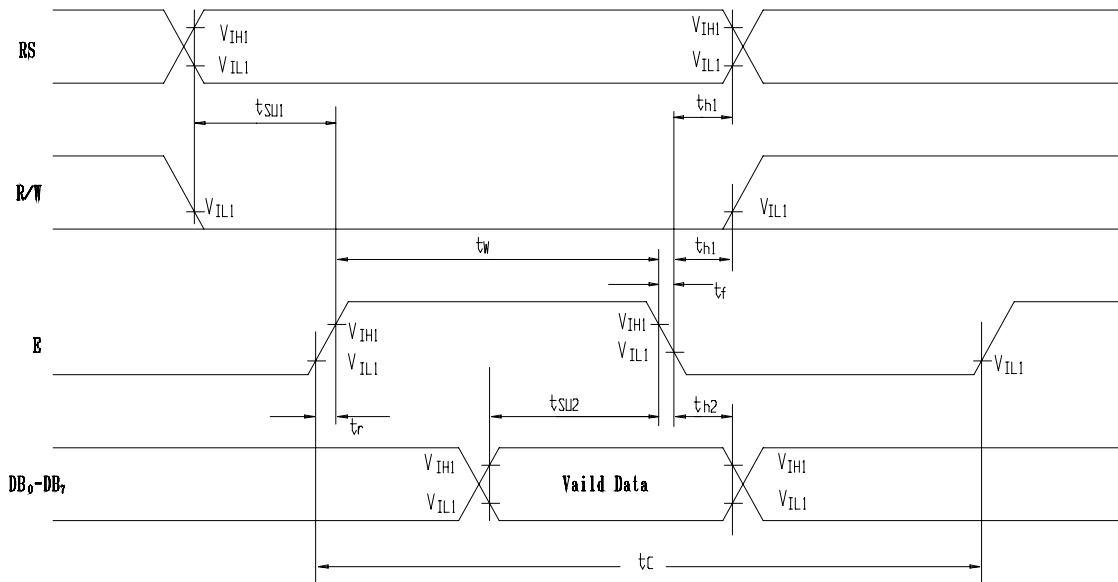 VIH1
VIH1
RS
VIL1
VIL1
th1
tSU1
R/W
VIL1
VIL1
tW
th1
tf
VIH1
VIH1
E
VIL1
VIL1
VIL1
tSU2
th2
tr
VIH1
VIH1
DB₀-DB₇
Vaild Data
VIL1
VIL1
tC